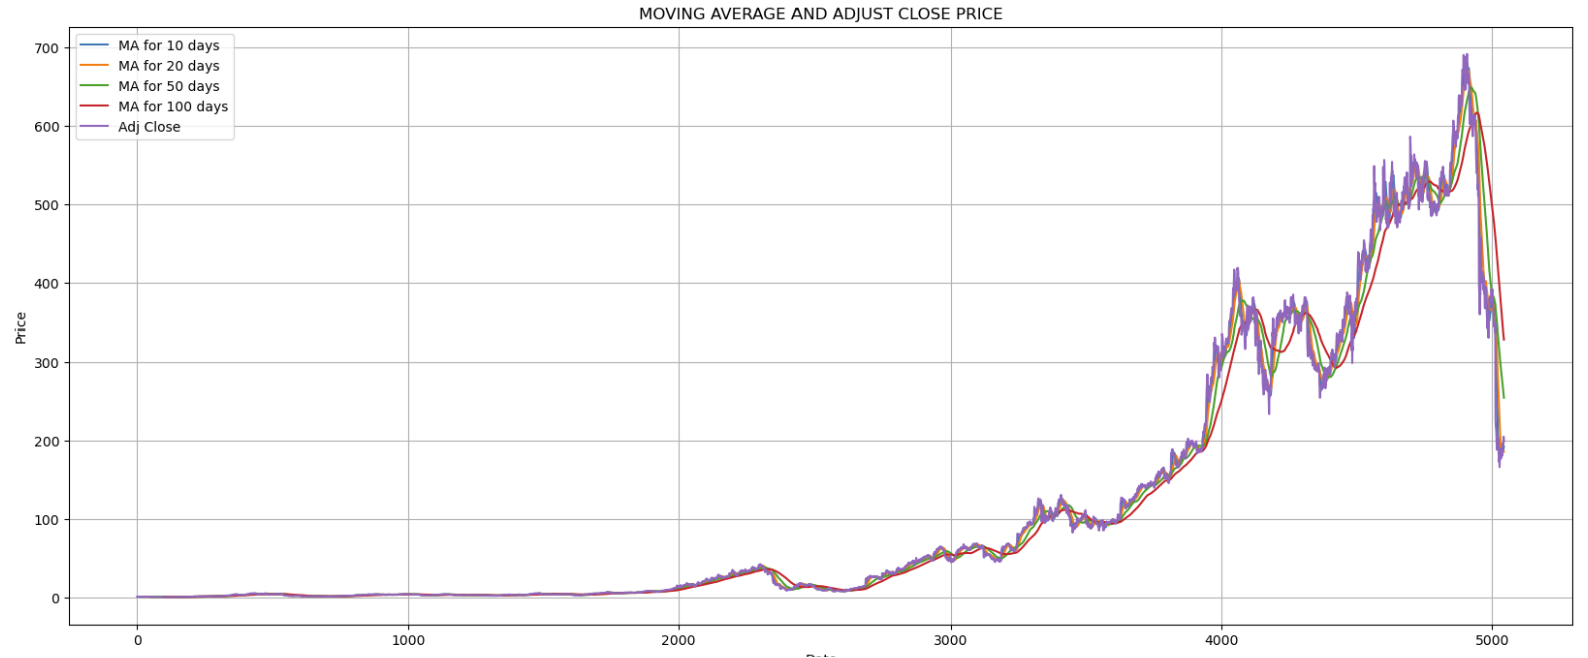 MOVING AVERAGE AND ADJUST CLOSE PRICE
MA for 10 days
MA for 20 days
MA for 50 days
MA for 100 days
Adj Close
Price
700
600
500
400
300
200
100
0
0 1000 2000 3000 4000 5000